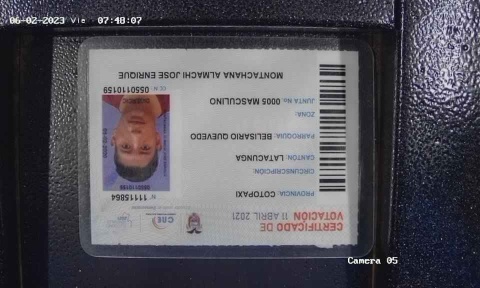 06-02-2023 Vie 07:48:07
CERTIFICADO DE
VOTACIÓN 11 ABRIL 2021
CNE
PROVINCIA: COTOPAXI
CIRCUNSCRIPCIÓN:
CANTÓN: LATACUNGA
PARROQUIA: BELISARIO QUEVEDO
ZONA:
JUNTA No. 0005 MASCULINO
N° 11115864
CC N: 0550110159
MONTACHANA ALMACHI JOSE ENRIQUE
Camera 05